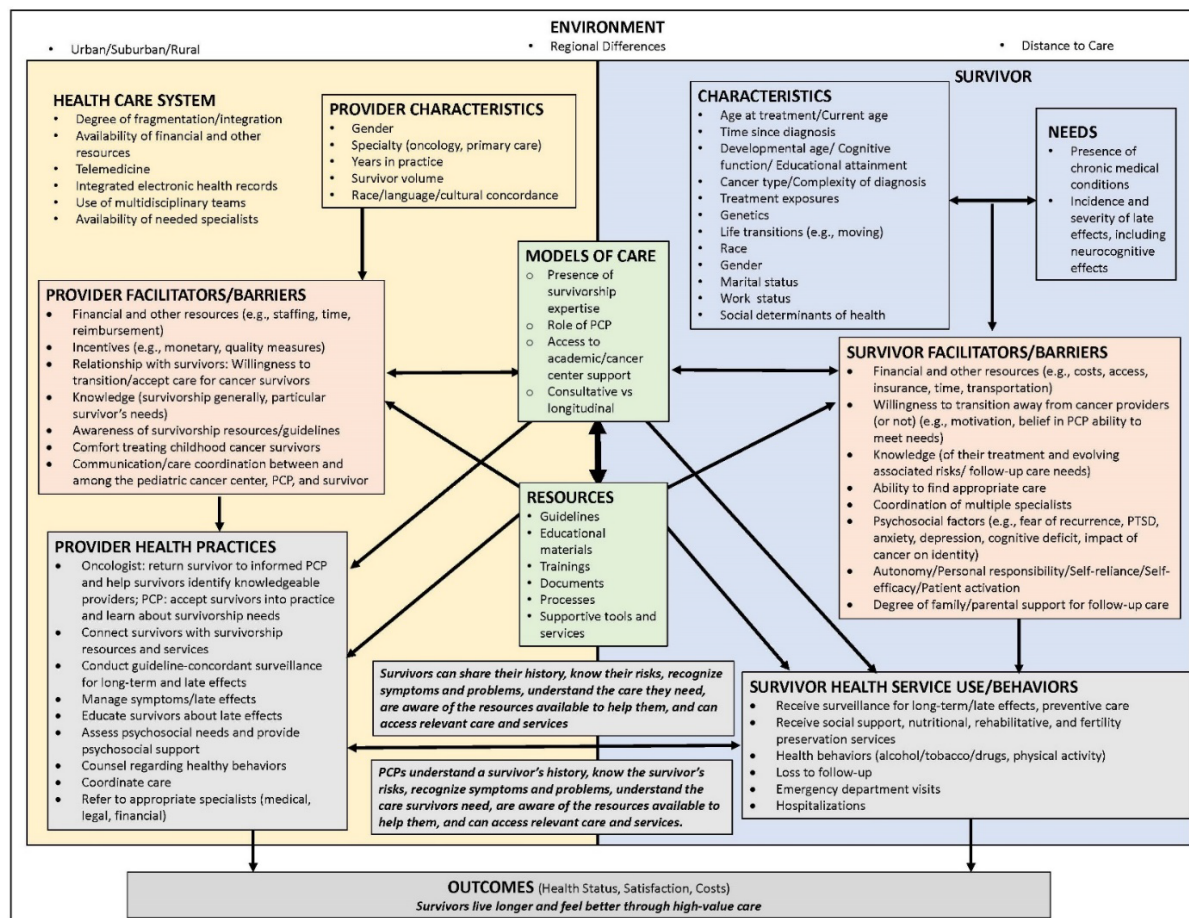 ENVIRONMENT
• Urban/Suburban/Rural
• Regional Differences
• Distance to Care
HEALTH CARE SYSTEM
• Degree of fragmentation/integration
• Availability of financial and other
resources
• Telemedicine
• Integrated electronic health records
• Use of multidisciplinary teams
• Availability of needed specialists
PROVIDER CHARACTERISTICS
• Gender
• Specialty (oncology, primary care)
• Years in practice
• Survivor volume
• Race/language/cultural concordance
SURVIVOR
CHARACTERISTICS
• Age at treatment/Current age
• Time since diagnosis
• Developmental age/ Cognitive
function/ Educational attainment
• Cancer type/Complexity of diagnosis
• Treatment exposures
• Genetics
• Life transitions (e.g., moving)
• Race
• Gender
• Marital status
• Work status
• Social determinants of health
NEEDS
• Presence of
chronic medical
conditions
• Incidence and
severity of late
effects, including
neurocognitive
effects
MODELS OF CARE
o Presence of
survivorship
expertise
o Role of PCP
o Access to
academic/cancer
center support
o Consultative vs
longitudinal
PROVIDER FACILITATORS/BARRIERS
• Financial and other resources (e.g., staffing, time,
reimbursement)
• Incentives (e.g., monetary, quality measures)
• Relationship with survivors: Willingness to
transition/accept care for cancer survivors
• Knowledge (survivorship generally, particular
survivor's needs)
• Awareness of survivorship resources/guidelines
• Comfort treating childhood cancer survivors
• Communication/care coordination between and
among the pediatric cancer center, PCP, and survivor
SURVIVOR FACILITATORS/BARRIERS
• Financial and other resources (e.g., costs, access,
insurance, time, transportation)
• Willingness to transition away from cancer providers
(or not) (e.g., motivation, belief in PCP ability to
meet needs)
• Knowledge (of their treatment and evolving
associated risks/ follow-up care needs)
• Ability to find appropriate care
• Coordination of multiple specialists
• Psychosocial factors (e.g., fear of recurrence, PTSD,
anxiety, depression, cognitive deficit, impact of
cancer on identity)
• Autonomy/Personal responsibility/Self-reliance/Self-
efficacy/Patient activation
• Degree of family/parental support for follow-up care
RESOURCES
• Guidelines
• Educational
materials
• Trainings
• Documents
• Processes
• Supportive tools and
services
PROVIDER HEALTH PRACTICES
• Oncologist: return survivor to informed PCP
and help survivors identify knowledgeable
providers; PCP: accept survivors into practice
and learn about survivorship needs
• Connect survivors with survivorship
resources and services
• Conduct guideline-concordant surveillance
for long-term and late effects
• Manage symptoms/late effects
• Educate survivors about late effects
• Assess psychosocial needs and provide
psychosocial support
• Counsel regarding healthy behaviors
• Coordinate care
• Refer to appropriate specialists (medical,
legal, financial)
Survivors can share their history, know their risks, recognize
symptoms and problems, understand the care they need,
are aware of the resources available to help them, and can
access relevant care and services
PCPs understand a survivor's history, know the survivor's
risks, recognize symptoms and problems, understand the
care survivors need, are aware of the resources available to
help them, and can access relevant care and services.
SURVIVOR HEALTH SERVICE USE/BEHAVIORS
• Receive surveillance for long-term/late effects, preventive care
• Receive social support, nutritional, rehabilitative, and fertility
preservation services
• Health behaviors (alcohol/tobacco/drugs, physical activity)
• Loss to follow-up
• Emergency department visits
• Hospitalizations
OUTCOMES (Health Status, Satisfaction, Costs)
Survivors live longer and feel better through high-value care